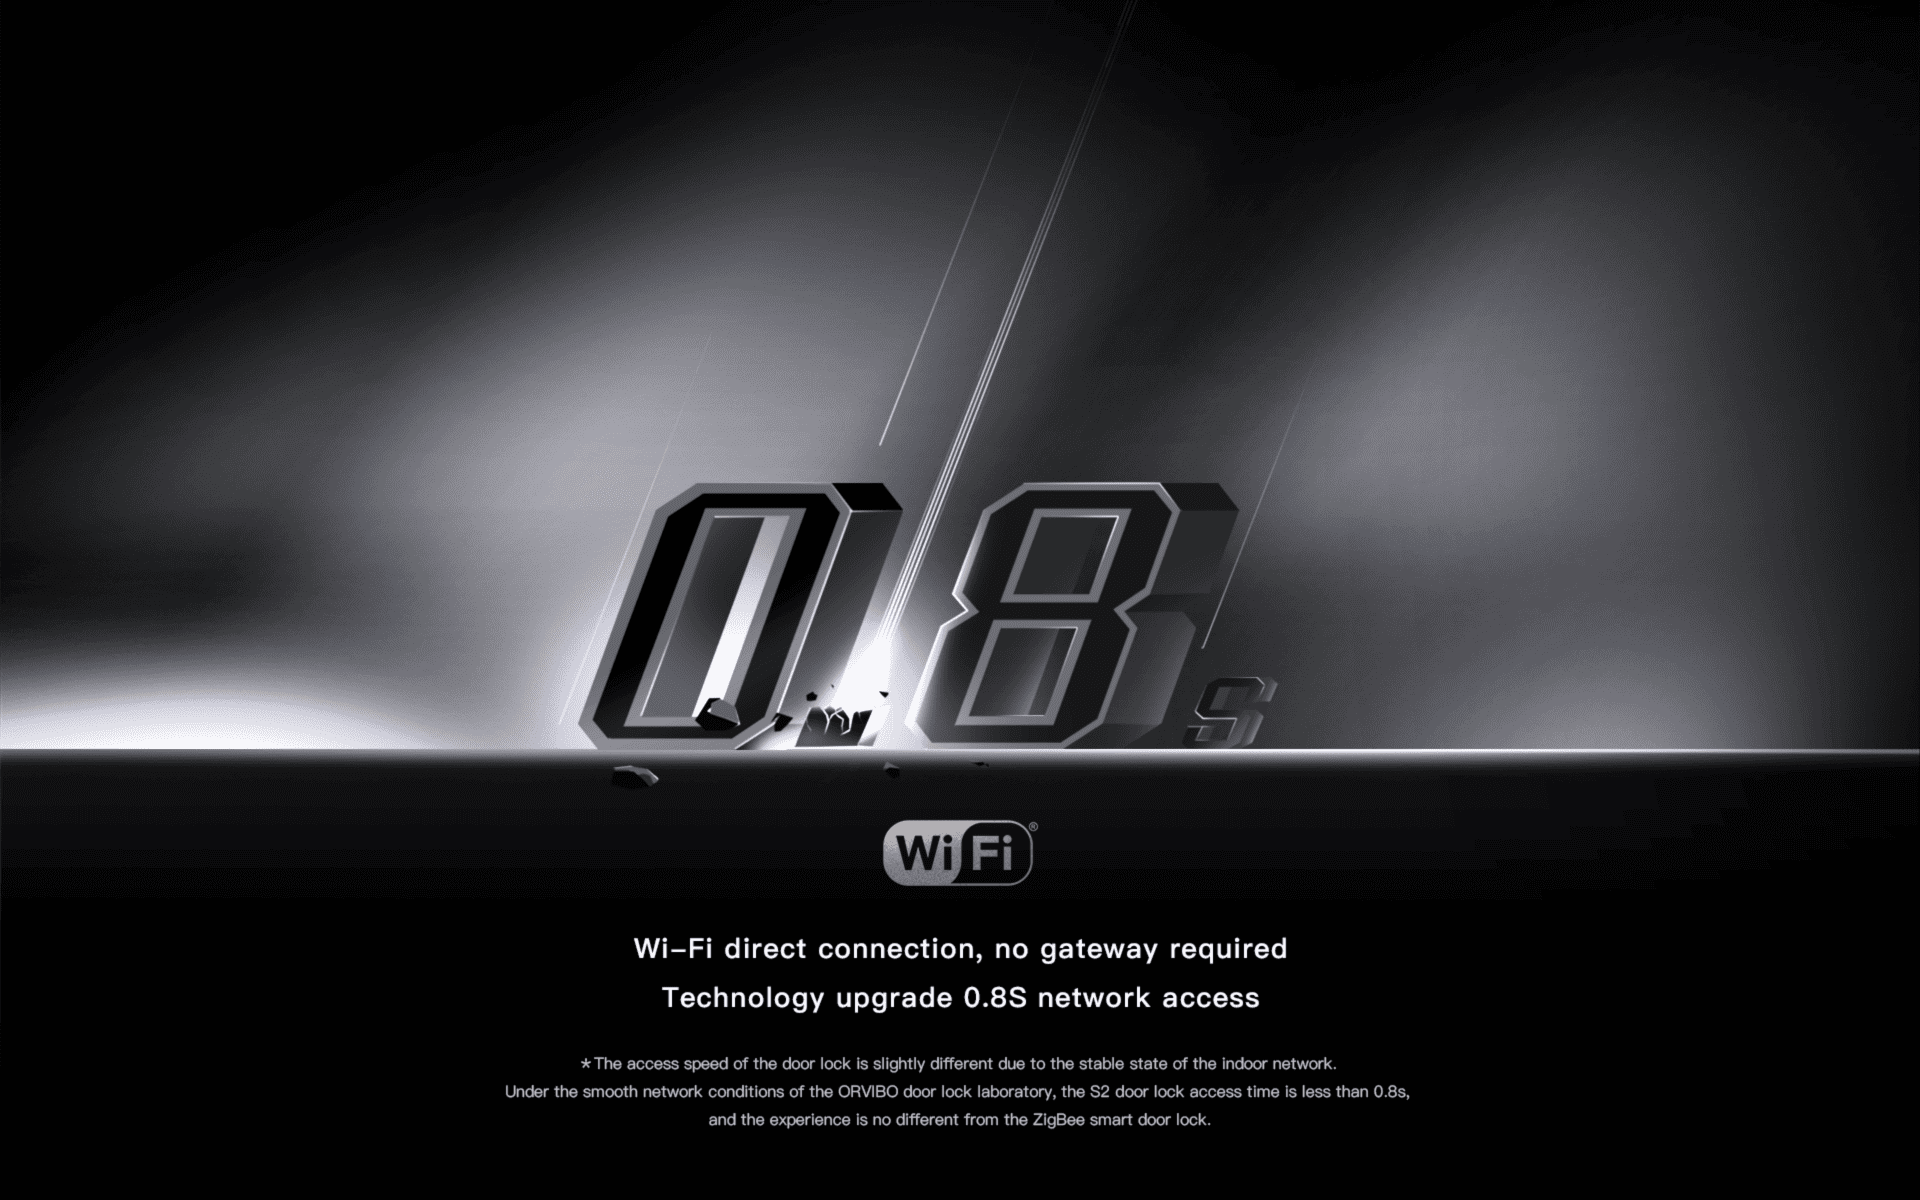 0.8s
Wi Fi®
Wi-Fi direct connection, no gateway required
Technology upgrade 0.8S network access
*The access speed of the door lock is slightly different due to the stable state of the indoor network.
Under the smooth network conditions of the ORVIBO door lock laboratory, the S2 door lock access time is less than 0.8s,
and the experience is no different from the ZigBee smart door lock.